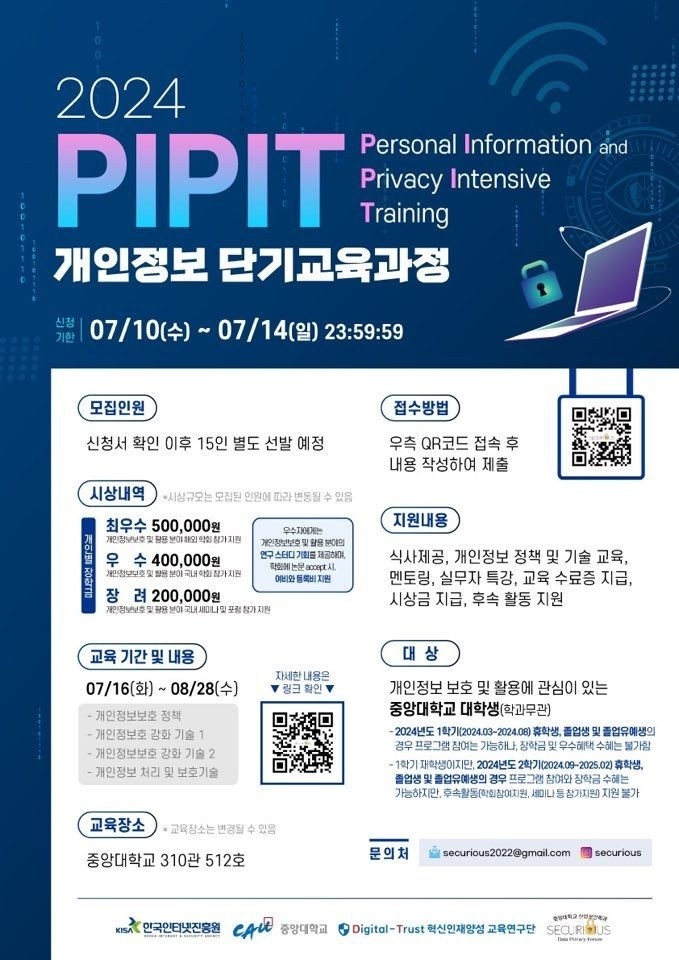 2024
PIPIT
Personal Information and
Privacy Intensive
Training
개인정보 단기교육과정
신청
기한
07/10(수) ~ 07/14(일) 23:59:59
모집인원
신청서 확인 이후 15인 별도 선발 예정
접수방법
우측 QR코드 접속 후
내용 작성하여 제출
시상내역 *시상규모는 모집된 인원에 따라 변동될 수 있음
개인별 장학금
최우수 500,000원
개인정보보호 및 활용 분야 해외 학회 참가 지원
우 수 400,000원
개인정보보호 및 활용 분야 국내 학회 참가 지원
장 려 200,000원
개인정보보호 및 활용 분야 국내 세미나 및 포럼 참가 지원
우수자에게는
개인정보보호 및 활용 분야의
연구 스터디 기회를 제공하며,
학회에 논문 accept 시,
여비와 등록비 지원
지원내용
식사제공, 개인정보 정책 및 기술 교육,
멘토링, 실무자 특강, 교육 수료증 지급,
시상금 지급, 후속 활동 지원
교육 기간 및 내용
07/16(화) ~ 08/28(수)
- 개인정보보호 정책
- 개인정보호 강화 기술 1
- 개인정보보호 강화 기술 2
- 개인정보 처리 및 보호기술
자세한 내용은
▼ 링크 확인 ▼
대 상
개인정보 보호 및 활용에 관심이 있는
중앙대학교 대학생(학과무관)
- 2024년도 1학기(2024.03~2024.08) 휴학생, 졸업생 및 졸업유예생의
경우 프로그램 참여는 가능하나, 장학금 및 우수혜택 수혜는 불가함
- 1학기 재학생이지만, 2024년도 2학기(2024.09~2025.02) 휴학생,
졸업생 및 졸업유예생의 경우 프로그램 참여와 장학금 수혜는
가능하지만, 후속활동(학회참여지원, 세미나 등 참가지원) 지원 불가
교육장소 * 교육장소는 변경될 수 있음
중앙대학교 310관 512호
문의처 securious2022@gmail.com securious
KISA 한국인터넷진흥원
KOREA INTERNET & SECURITY AGENCY
CAU 중앙대학교
Digital-Trust 혁신인재양성 교육연구단
중앙대학교 산업보안학과
SECURIOUS
Data Privacy Forum